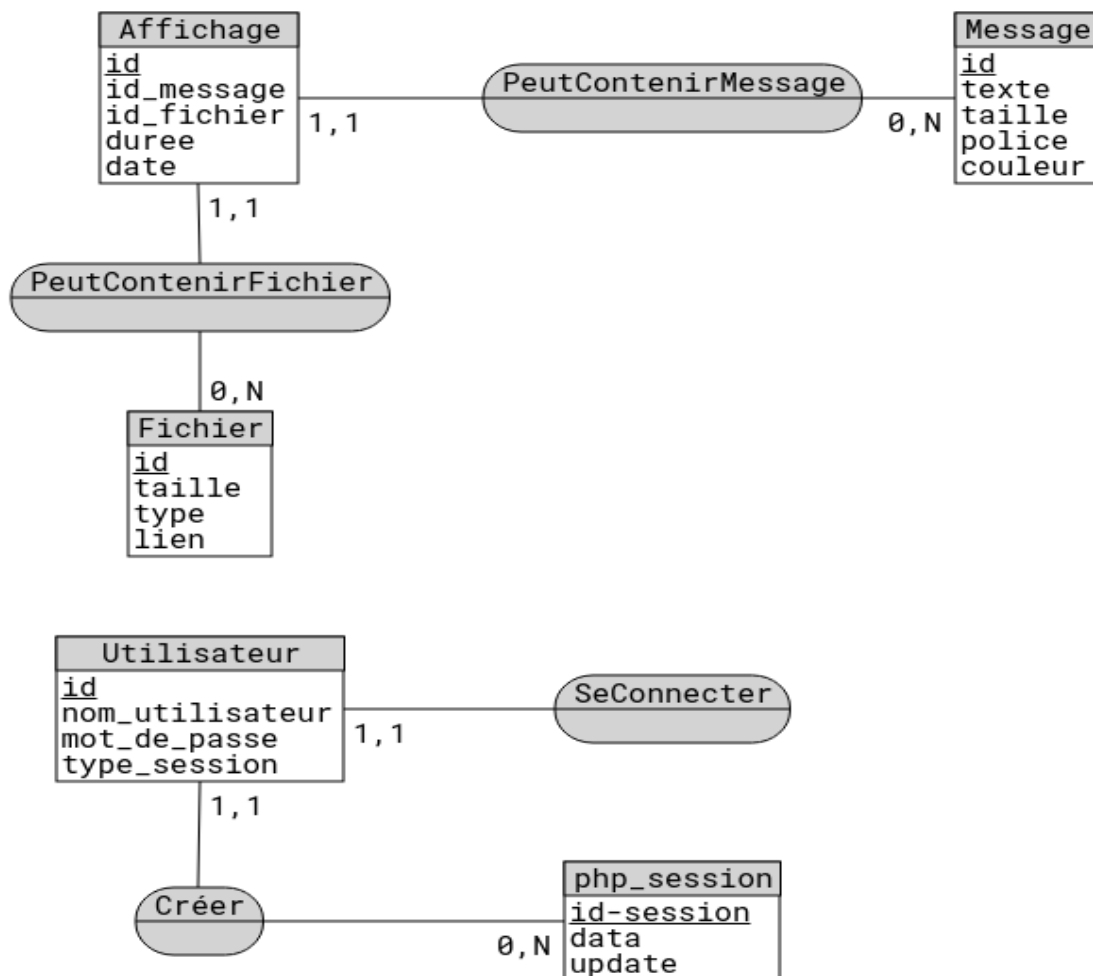 Affichage
id
id_message
id_fichier
duree
date
1,1
PeutContenirMessage
0,N
Message
id
texte
taille
police
couleur
1,1
PeutContenirFichier
0,N
Fichier
id
taille
type
lien
Utilisateur
id
nom_utilisateur
mot_de_passe
type_session
1,1
SeConnecter
1,1
Créer
0,N
php_session
id-session
data
update